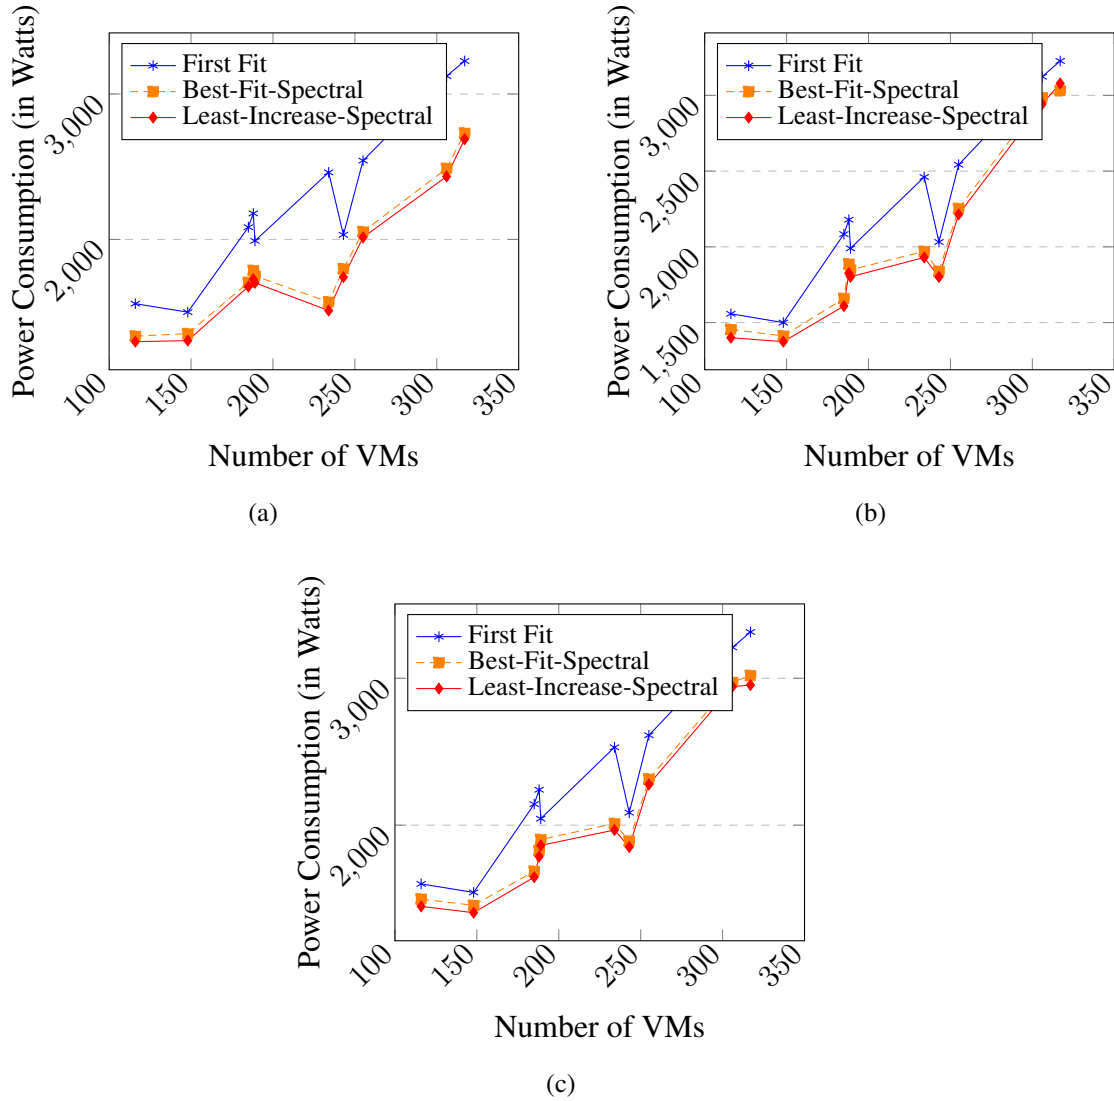 Power Consumption (in Watts)
First Fit
Best-Fit-Spectral
Least-Increase-Spectral
3,000
2,000
100 150 200 250 300 350
Number of VMs
(a)
Power Consumption (in Watts)
First Fit
Best-Fit-Spectral
Least-Increase-Spectral
3,000
2,500
2,000
1,500
100 150 200 250 300 350
Number of VMs
(b)
Power Consumption (in Watts)
First Fit
Best-Fit-Spectral
Least-Increase-Spectral
3,000
2,000
100 150 200 250 300 350
Number of VMs
(c)